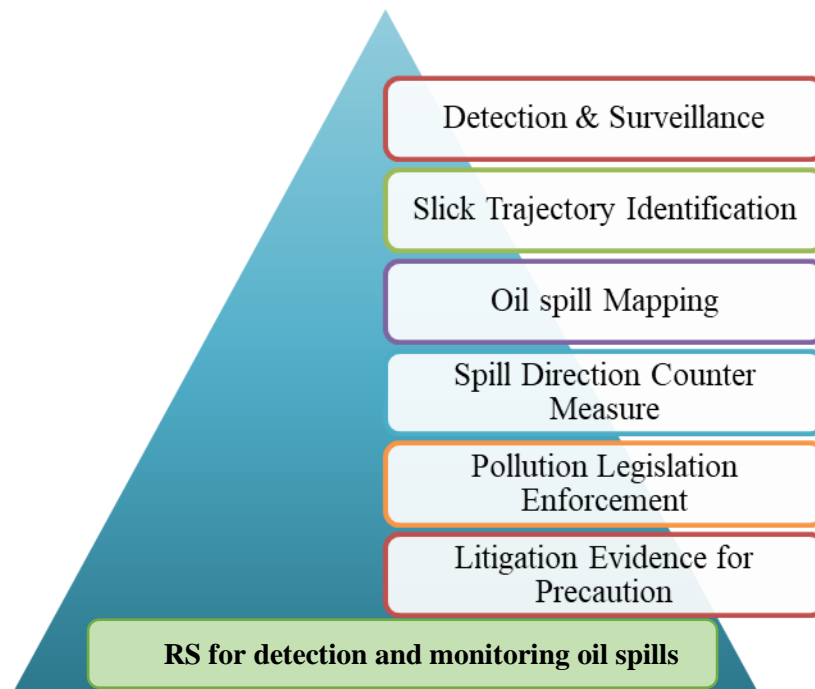 Detection & Surveillance
Slick Trajectory Identification
Oil spill Mapping
Spill Direction Counter
Measure
Pollution Legislation
Enforcement
Litigation Evidence for
Precaution
RS for detection and monitoring oil spills